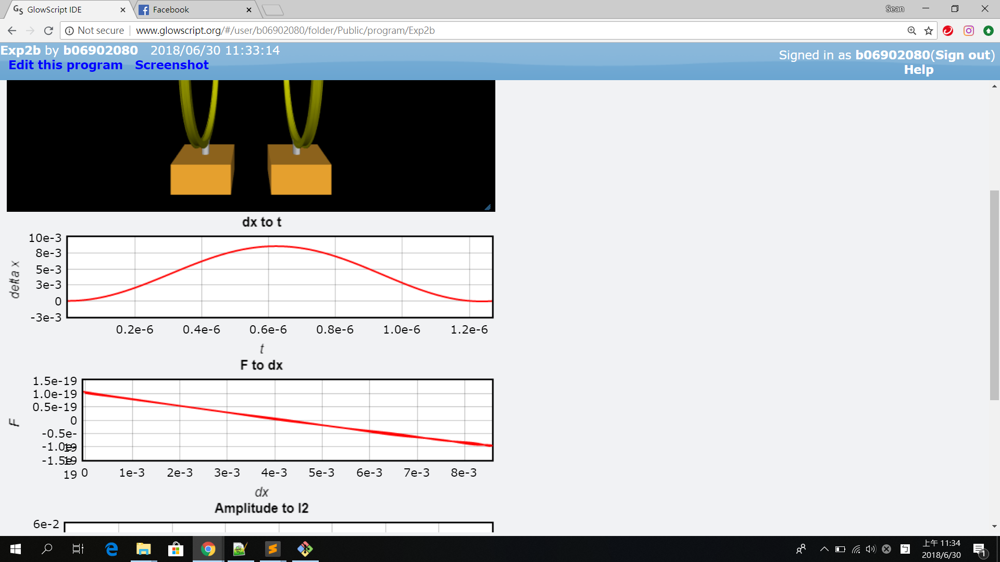 GlowScript IDE
Facebook
Sean
Not secure
www.glowscript.org/#/user/b06902080/folder/Public/program/Exp2b
Exp2b by b06902080 2018/06/30 11:33:14
Signed in as b06902080(Sign out)
Edit this program Screenshot
Help
dx to t
10e-3
8e-3
5e-3
3e-3
0
-3e-3
delta x
0.2e-6 0.4e-6 0.6e-6 0.8e-6 1.0e-6 1.2e-6
t
F to dx
1.5e-19
1.0e-19
0.5e-19
0
-0.5e-
19
-1.0e-
19
-1.5e-
19
F
0 1e-3 2e-3 3e-3 4e-3 5e-3 6e-3 7e-3 8e-3
dx
Amplitude to l2
6e-2
上午 11:34
2018/6/30
1